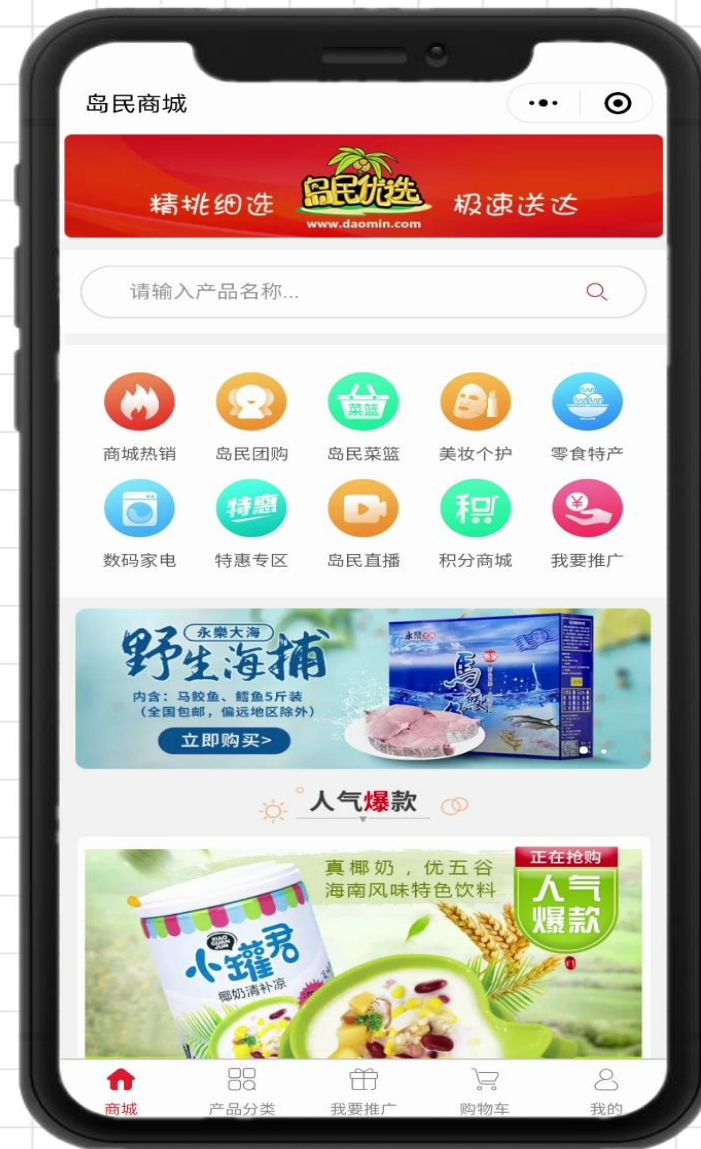 岛民商城
精挑细选
岛民优选
极速送达
www.daomin.com
请输入产品名称...
菜篮
商城热销
岛民团购
岛民菜篮
美妆个护
零食特产
特惠
积
数码家电
特惠专区
岛民直播
积分商城
我要推广
永樂大海
野生海捕
内含：马鲛鱼、鳕鱼5斤装
（全国包邮，偏远地区除外）
立即购买>
人气爆款
真椰奶，优五谷
海南风味特色饮料
正在抢购
人气
爆款
XIAO
GUAN
JUN
小罐君
椰奶清补凉
商城
产品分类
我要推广
购物车
我的